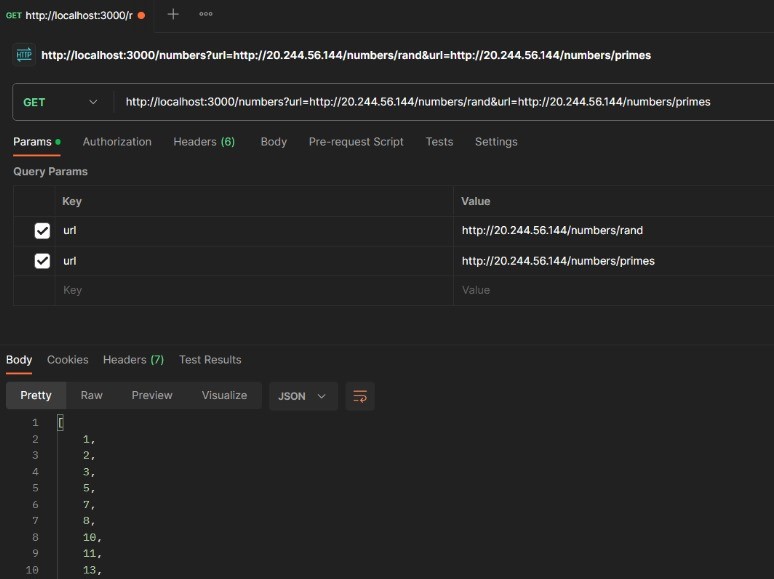 GET http://localhost:3000/r
HTTP http://localhost:3000/numbers?url=http://20.244.56.144/numbers/rand&url=http://20.244.56.144/numbers/primes
GET http://localhost:3000/numbers?url=http://20.244.56.144/numbers/rand&url=http://20.244.56.144/numbers/primes
Params Authorization Headers (6) Body Pre-request Script Tests Settings
Query Params
Key Value
url http://20.244.56.144/numbers/rand
url http://20.244.56.144/numbers/primes
Key Value
Body Cookies Headers (7) Test Results
Pretty Raw Preview Visualize JSON
1 [
2 1,
3 2,
4 3,
5 5,
6 7,
7 8,
8 10,
9 11,
10 13,